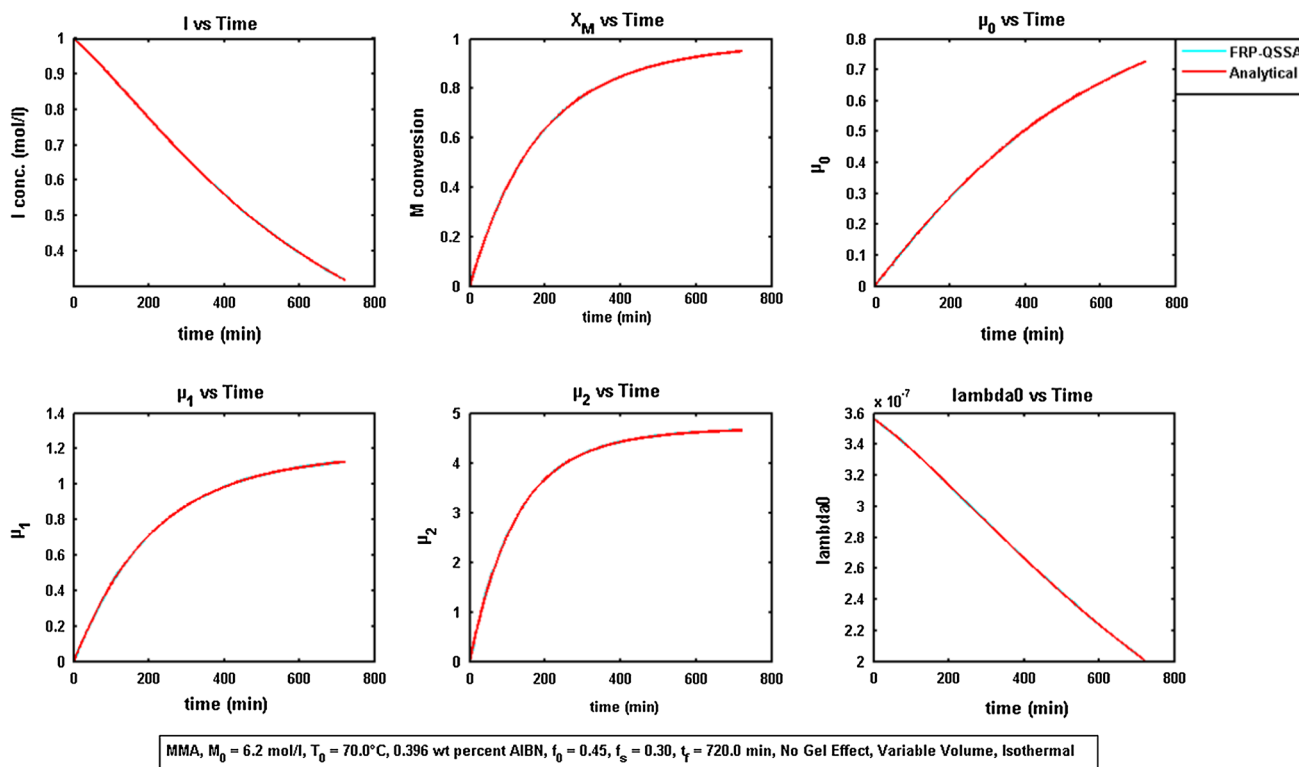 I vs Time
I conc. (mol/l)
1
0.9
0.8
0.7
0.6
0.5
0.4
0 200 400 600 800
time (min)
X_M vs Time
M conversion
1
0.8
0.6
0.4
0.2
0
0 200 400 600 800
time (min)
µ_0 vs Time
µ_0
0.8
0.7
0.6
0.5
0.4
0.3
0.2
0.1
0
0 200 400 600 800
time (min)
FRP-QSSA
Analytical
µ_1 vs Time
µ_1
1.4
1.2
1
0.8
0.6
0.4
0.2
0
0 200 400 600 800
time (min)
µ_2 vs Time
µ_2
5
4
3
2
1
0
0 200 400 600 800
time (min)
lambda0 vs Time
x 10^-7
lambda0
3.6
3.4
3.2
3
2.8
2.6
2.4
2.2
2
0 200 400 600 800
time (min)
MMA, M_0 = 6.2 mol/l, T_0 = 70.0°C, 0.396 wt percent AIBN, f_0 = 0.45, f_s = 0.30, t_f = 720.0 min, No Gel Effect, Variable Volume, Isothermal